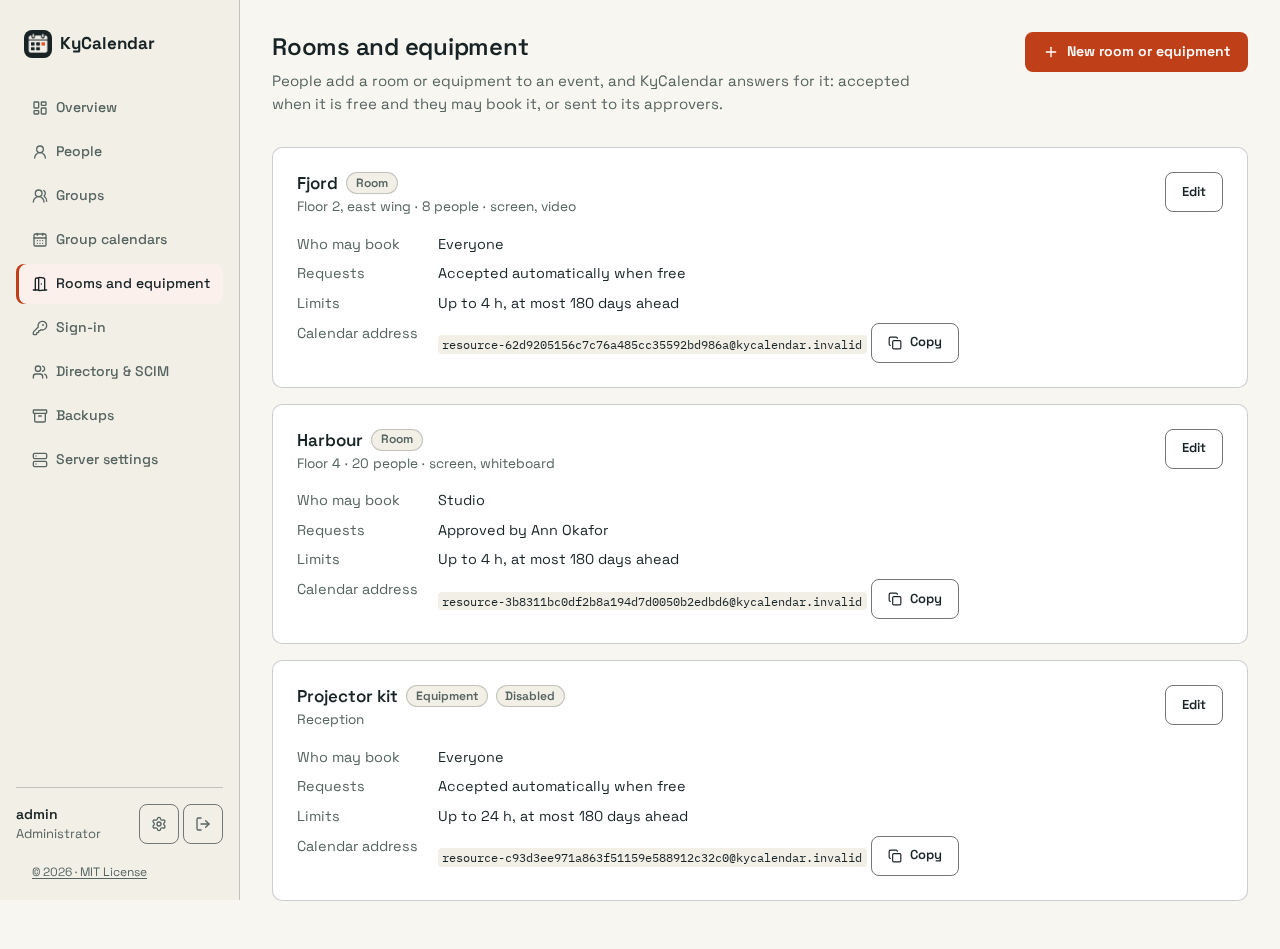 KyCalendar
Overview
People
Groups
Group calendars
Rooms and equipment
Sign-in
Directory & SCIM
Backups
Server settings
admin
Administrator
© 2026 · MIT License
Rooms and equipment
People add a room or equipment to an event, and KyCalendar answers for it: accepted
when it is free and they may book it, or sent to its approvers.
New room or equipment
Fjord Room
Floor 2, east wing · 8 people · screen, video
Edit
Who may book Everyone
Requests Accepted automatically when free
Limits Up to 4 h, at most 180 days ahead
Calendar address resource-62d9205156c7c76a485cc35592bd986a@kycalendar.invalid Copy
Harbour Room
Floor 4 · 20 people · screen, whiteboard
Edit
Who may book Studio
Requests Approved by Ann Okafor
Limits Up to 4 h, at most 180 days ahead
Calendar address resource-3b8311bc0df2b8a194d7d0050b2edbd6@kycalendar.invalid Copy
Projector kit Equipment Disabled
Reception
Edit
Who may book Everyone
Requests Accepted automatically when free
Limits Up to 24 h, at most 180 days ahead
Calendar address resource-c93d3ee971a863f51159e588912c32c0@kycalendar.invalid Copy